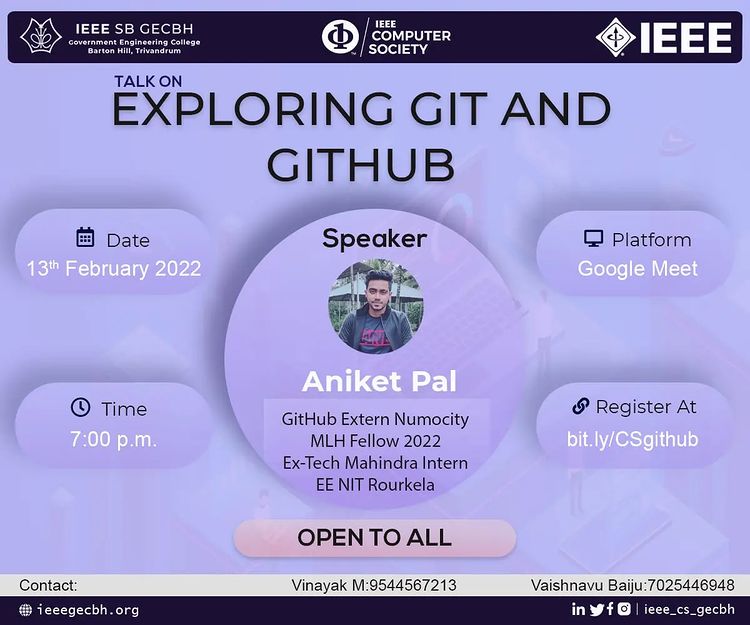 IEEE SB GECBH
Government Engineering College
Barton Hill, Trivandrum
IEEE
COMPUTER
SOCIETY
IEEE
TALK ON
EXPLORING GIT AND
GITHUB
Date
13th February 2022
Speaker
Platform
Google Meet
Aniket Pal
Time
7:00 p.m.
GitHub Extern Numocity
MLH Fellow 2022
Ex-Tech Mahindra Intern
EE NIT Rourkela
Register At
bit.ly/CSgithub
OPEN TO ALL
Contact: Vinayak M:9544567213 Vaishnavu Baiju:7025446948
ieeegecbh.org in f | ieee_cs_gecbh